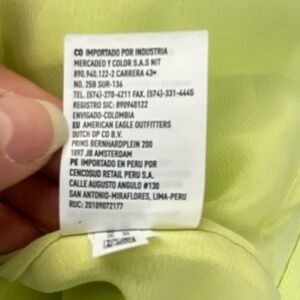 CO IMPORTADO POR INDUSTRIA
MERCADEO Y COLOR S.A.S NIT
890.940.122-2 CARRERA 43ª
NO. 25B SUR-136
TEL. (574)-270-4211 FAX. (574)-331-4445
REGISTRO SIC: 890940122
ENVIGADO-COLOMBIA
EU AMERICAN EAGLE OUTFITTERS
DUTCH OP CO B.V.
PRINS BERNHARDPLEIN 200
1097 JB AMSTERDAM
PE IMPORTADO EN PERU POR
CENCOSUD RETAIL PERU S.A.
CALLE AUGUSTO ANGULO #130
SAN ANTONIO-MIRAFLORES, LIMA-PERU
RUC: 20109072177